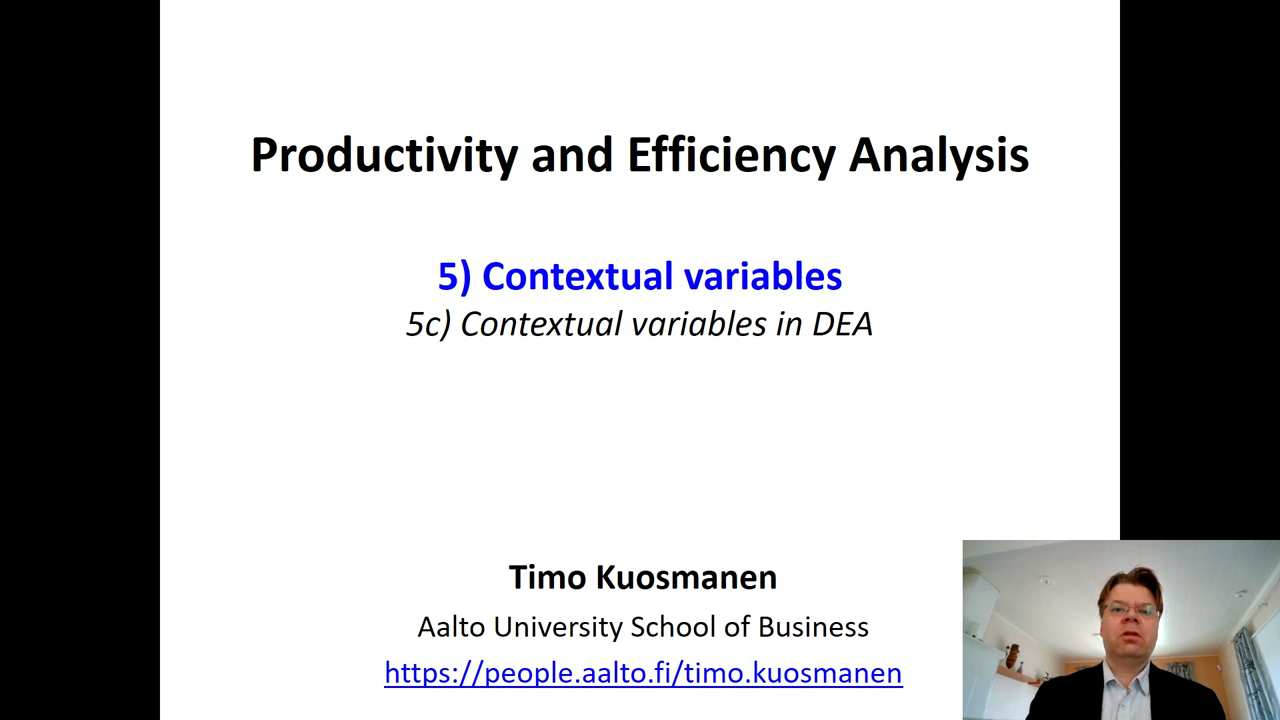 Productivity and Efficiency Analysis
5) Contextual variables
5c) Contextual variables in DEA
Timo Kuosmanen
Aalto University School of Business
https://people.aalto.fi/timo.kuosmanen